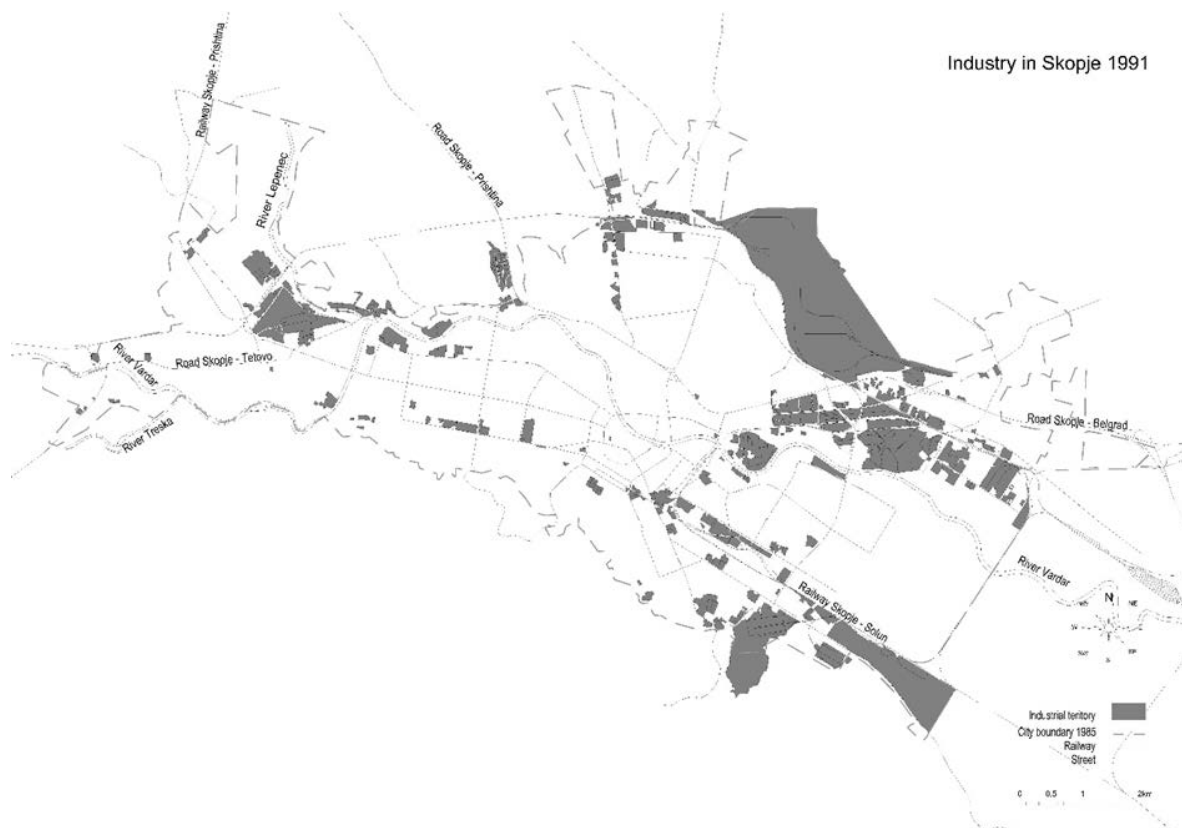 Industry in Skopje 1991
Railway Skopje - Prishtina
River Lepenec
Road Skopje - Prishtina
Road Skopje - Tetovo
River Vardar
River Treska
Road Skopje - Belgrad
River Vardar
Railway Skopje - Solun
N
NE
S
Industrial territory
City boundary 1985
Railway
Street
0 0.5 1 2km